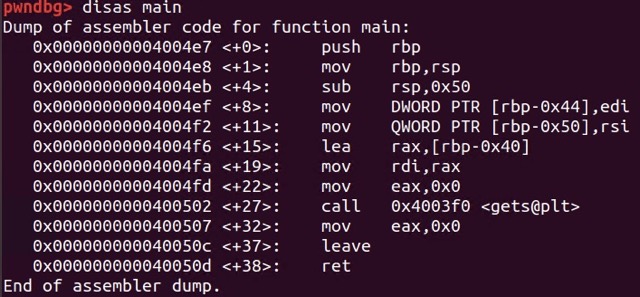 pwndbg> disas main
Dump of assembler code for function main:
   0x00000000004004e7 <+0>:     push   rbp
   0x00000000004004e8 <+1>:     mov    rbp,rsp
   0x00000000004004eb <+4>:     sub    rsp,0x50
   0x00000000004004ef <+8>:     mov    DWORD PTR [rbp-0x44],edi
   0x00000000004004f2 <+11>:    mov    QWORD PTR [rbp-0x50],rsi
   0x00000000004004f6 <+15>:    lea    rax,[rbp-0x40]
   0x00000000004004fa <+19>:    mov    rdi,rax
   0x00000000004004fd <+22>:    mov    eax,0x0
   0x0000000000400502 <+27>:    call   0x4003f0 <gets@plt>
   0x0000000000400507 <+32>:    mov    eax,0x0
   0x000000000040050c <+37>:    leave
   0x000000000040050d <+38>:    ret
End of assembler dump.